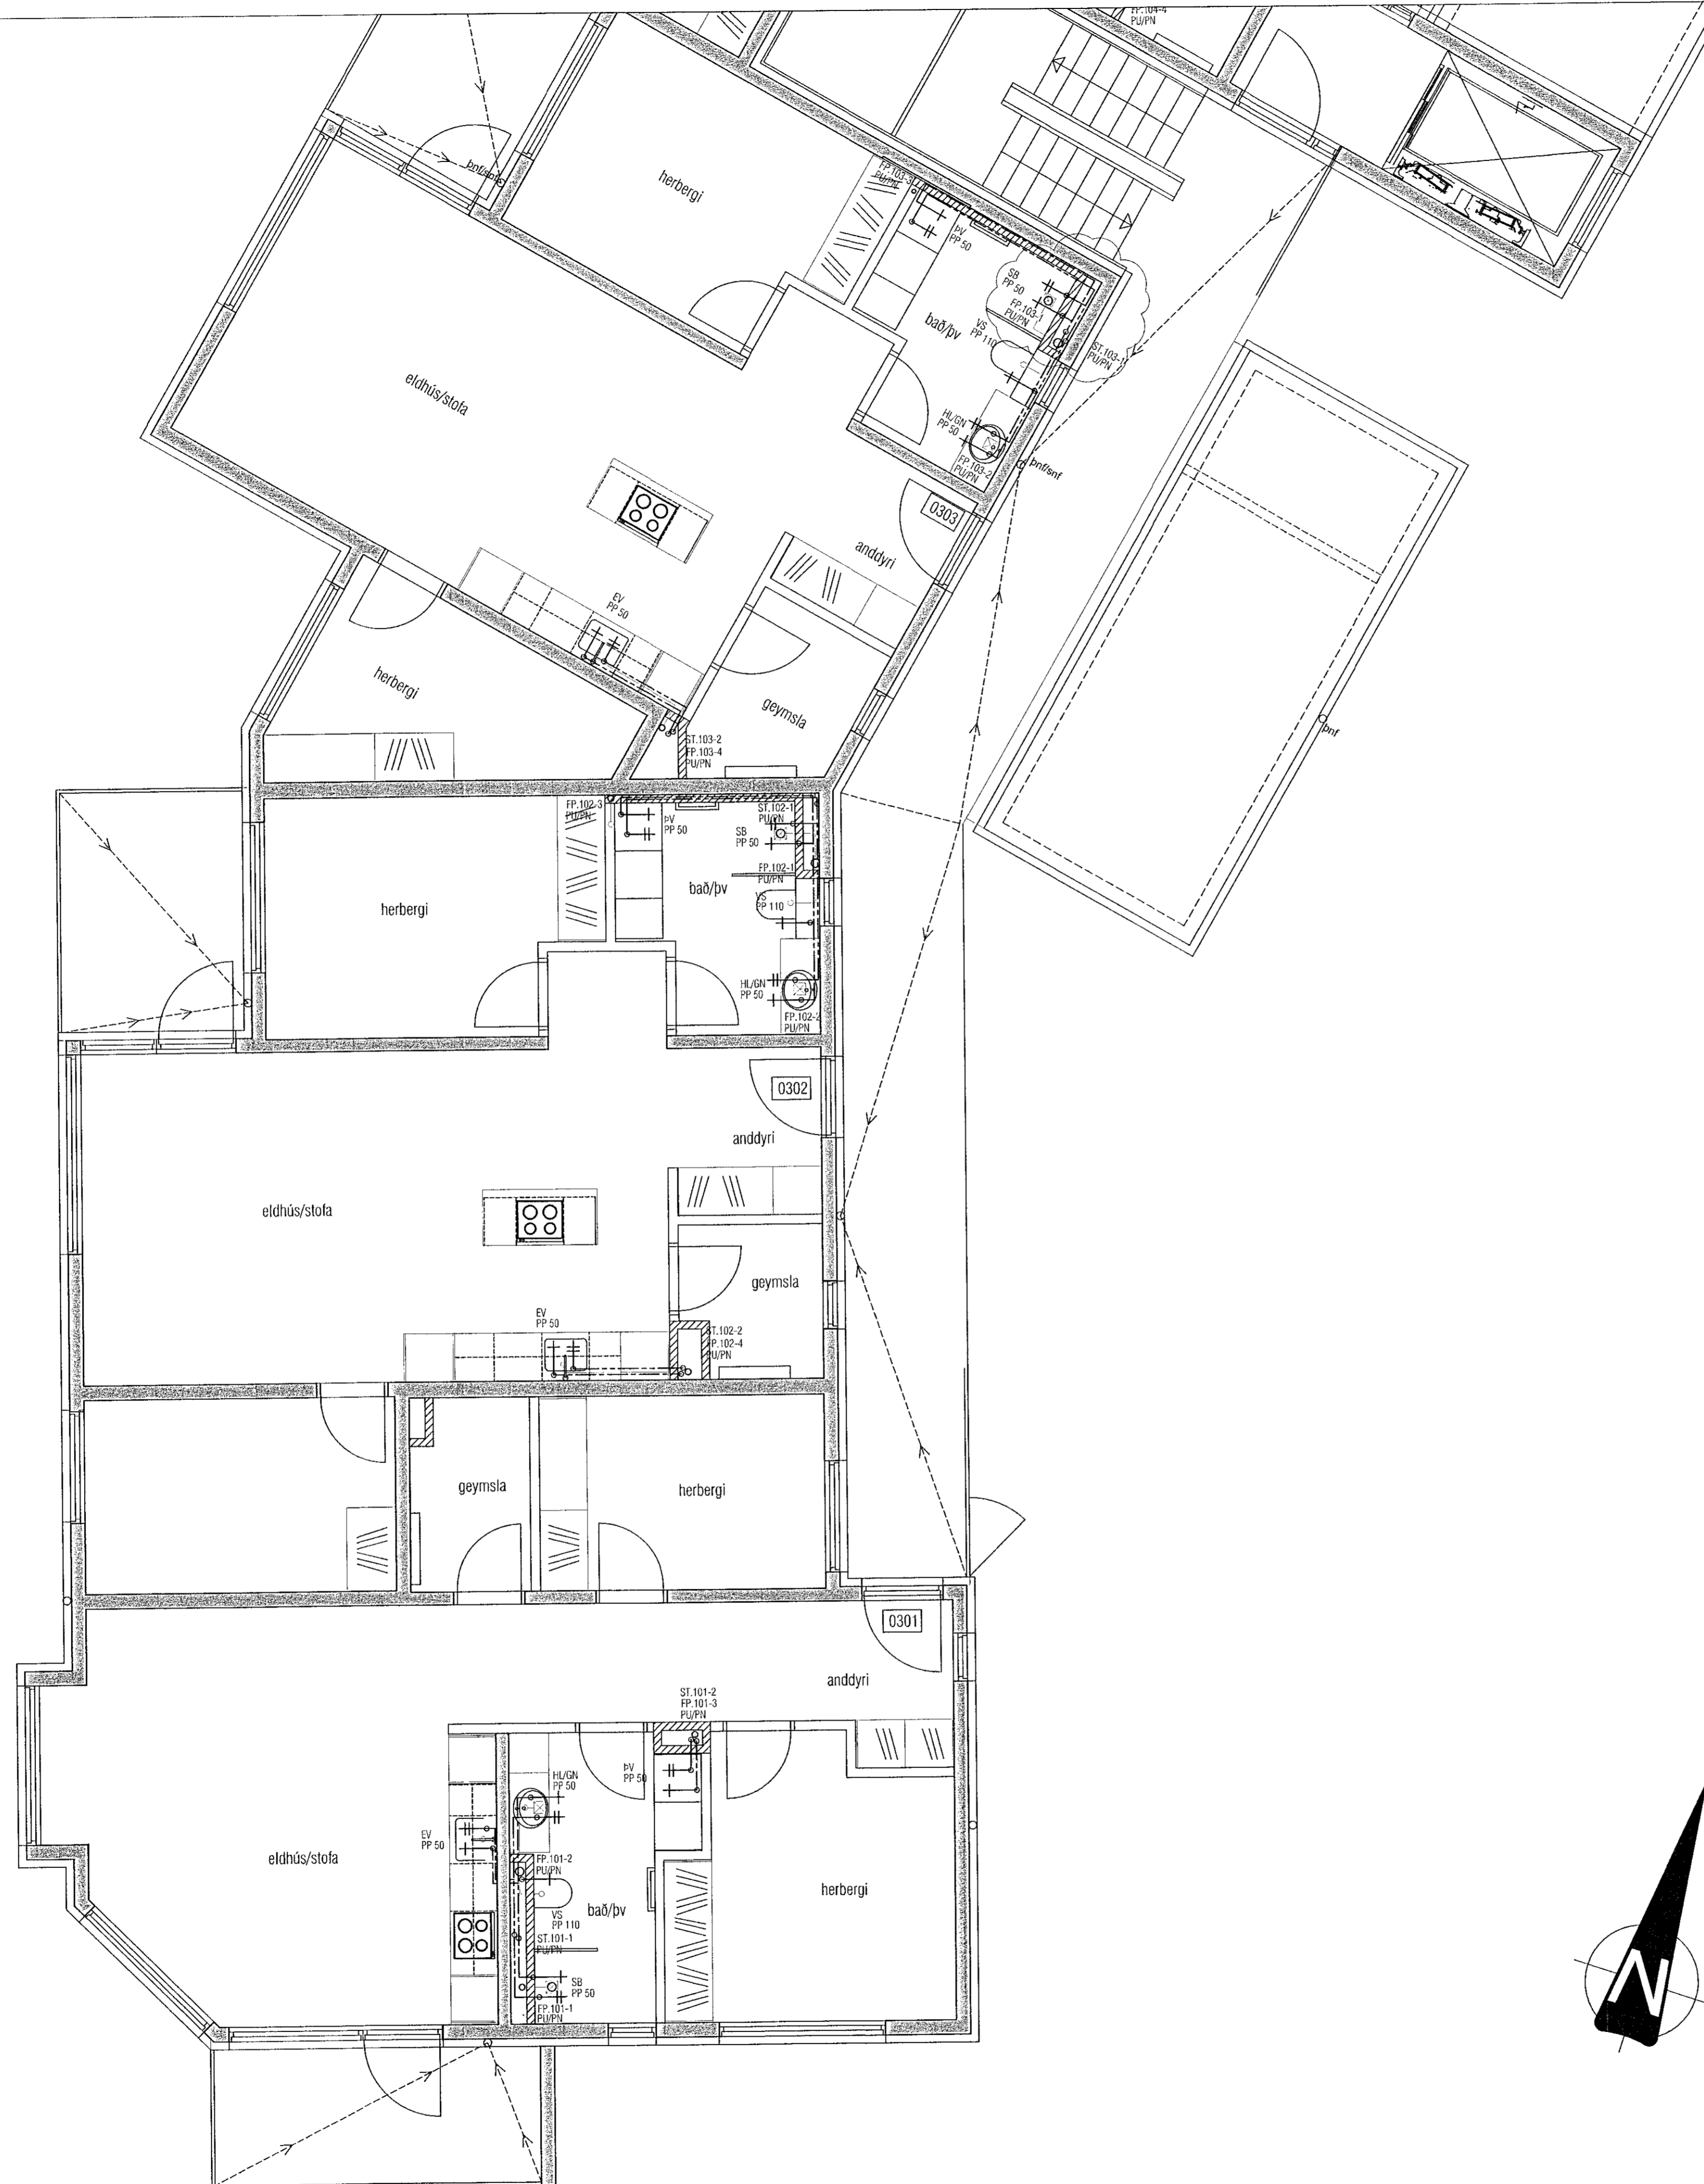 FP.104-4
PU/PN
þnf/snf
herbergi
FP.103-3
PU/PN
ÞV
PP 50
SB
PP 50
FP.103-1
PU/PN
bað/þv
VS
PP 110
ST.103-1
PU/PN
eldhús/stofa
HL/GN
PP 50
FP.103-2
PU/PN
þnf/snf
0303
anddyri
EV
PP 50
herbergi
geymsla
þnf
ST.103-2
FP.103-4
PU/PN
FP.102-3
PU/PN
ÞV
PP 50
ST.102-1
PU/PN
SB
PP 50
FP.102-1
PU/PN
bað/þv
VS
PP 110
herbergi
HL/GN
PP 50
FP.102-2
PU/PN
0302
anddyri
eldhús/stofa
geymsla
EV
PP 50
ST.102-2
FP.102-4
PU/PN
geymsla
herbergi
0301
anddyri
ST.101-2
FP.101-3
PU/PN
HL/GN
PP 50
ÞV
PP 50
EV
PP 50
eldhús/stofa
FP.101-2
PU/PN
herbergi
bað/þv
VS
PP 110
ST.101-1
PU/PN
SB
PP 50
FP.101-1
PU/PN
N